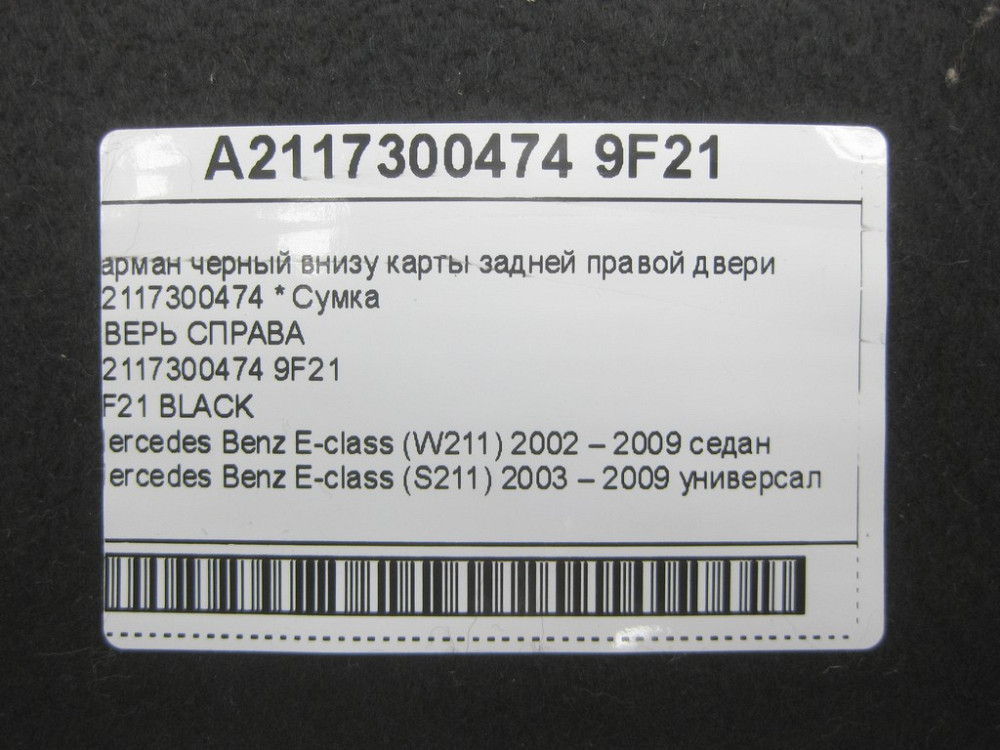 A2117300474 9F21
арман черный внизу карты задней правой двери
2117300474 * Сумка
ВЕРЬ СПРАВА
2117300474 9F21
F21 BLACK
ercedes Benz E-class (W211) 2002 – 2009 седан
ercedes Benz E-class (S211) 2003 – 2009 универсал